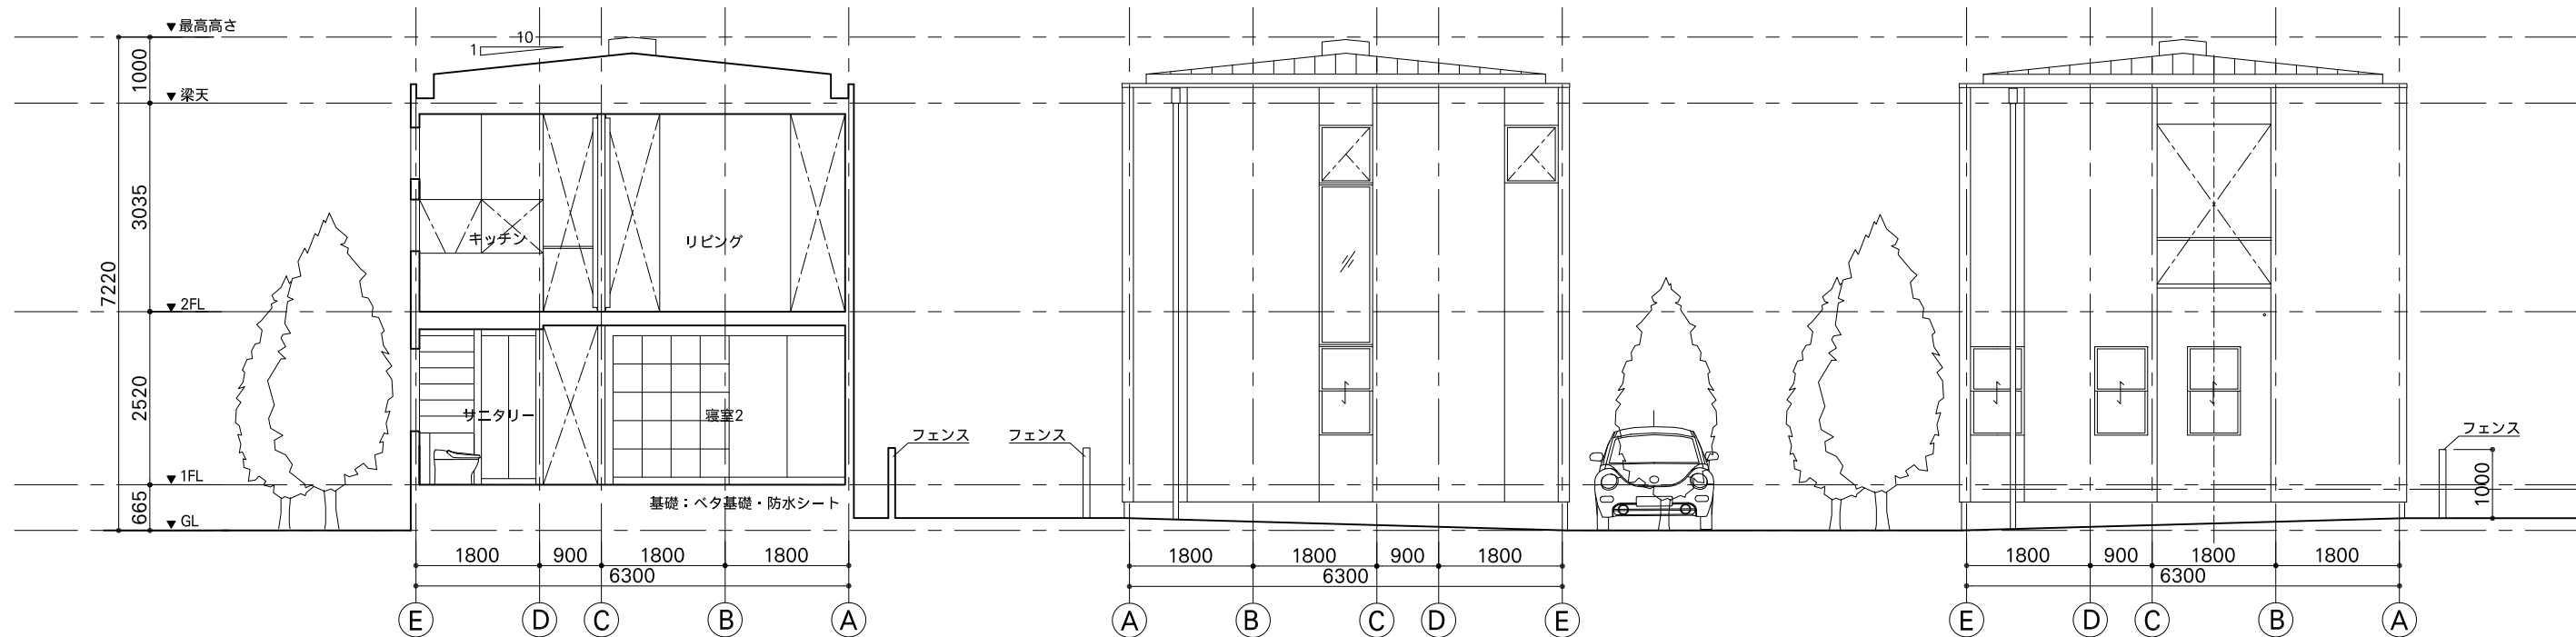 ▼最高高さ
10
1
1000
▼梁天
3035
キッチン
リビング
7220
▼2FL
2520
サニタリー
寝室2
フェンス
フェンス
フェンス
▼1FL
1000
665
基礎：ベタ基礎・防水シート
▼GL
1800
900
1800
1800
6300
1800
1800
900
1800
6300
1800
900
1800
1800
6300
E
D
C
B
A
A
B
C
D
E
E
D
C
B
A